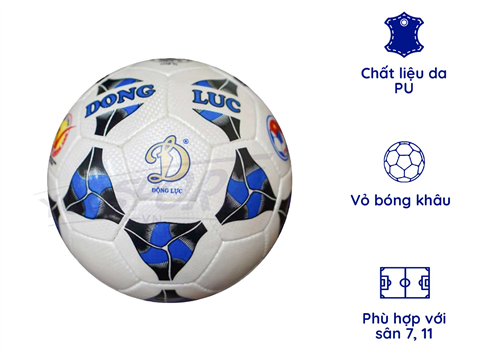 DONG LUC
D®
ĐỘNG LỰC
Chất liệu da
PU
Vỏ bóng khâu
Phù hợp với
sân 7, 11